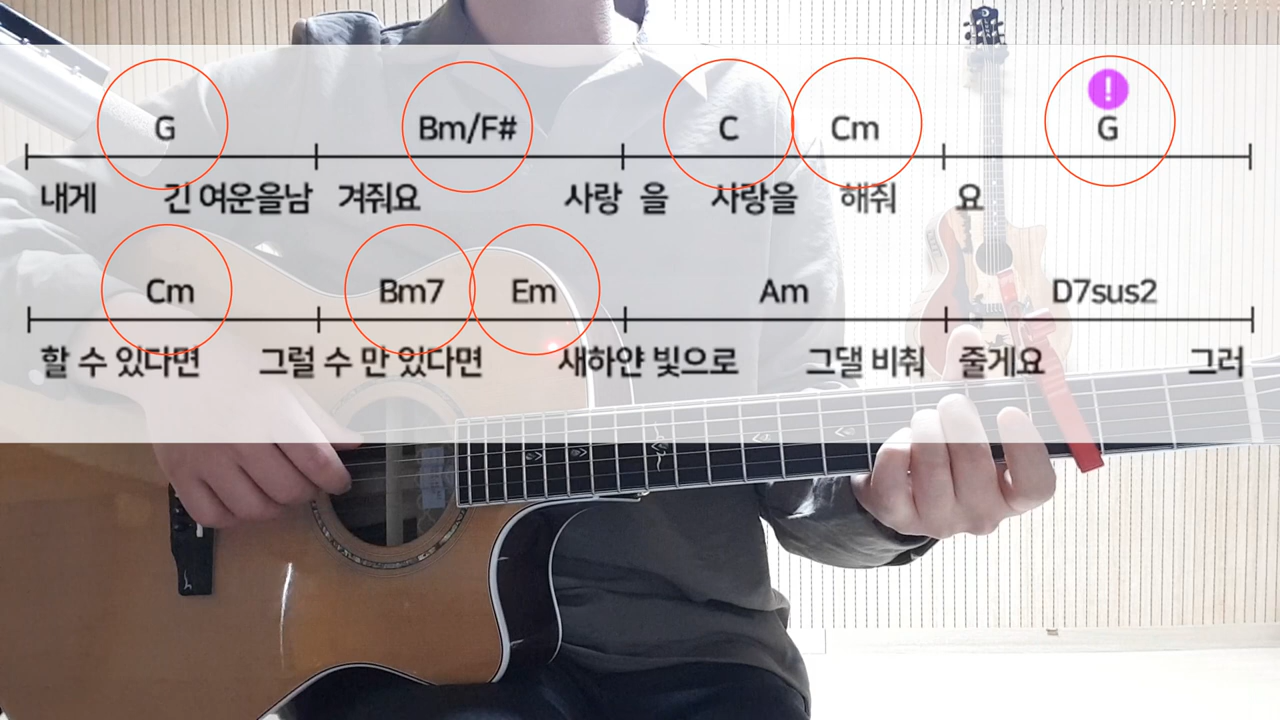 G Bm/F# C Cm ! G
내게 긴 여운을남 겨줘요 사랑 을 사랑을 해줘 요
Cm Bm7 Em Am D7sus2
할 수 있다면 그럴 수 만 있다면 새하얀 빛으로 그댈 비춰 줄게요 그러